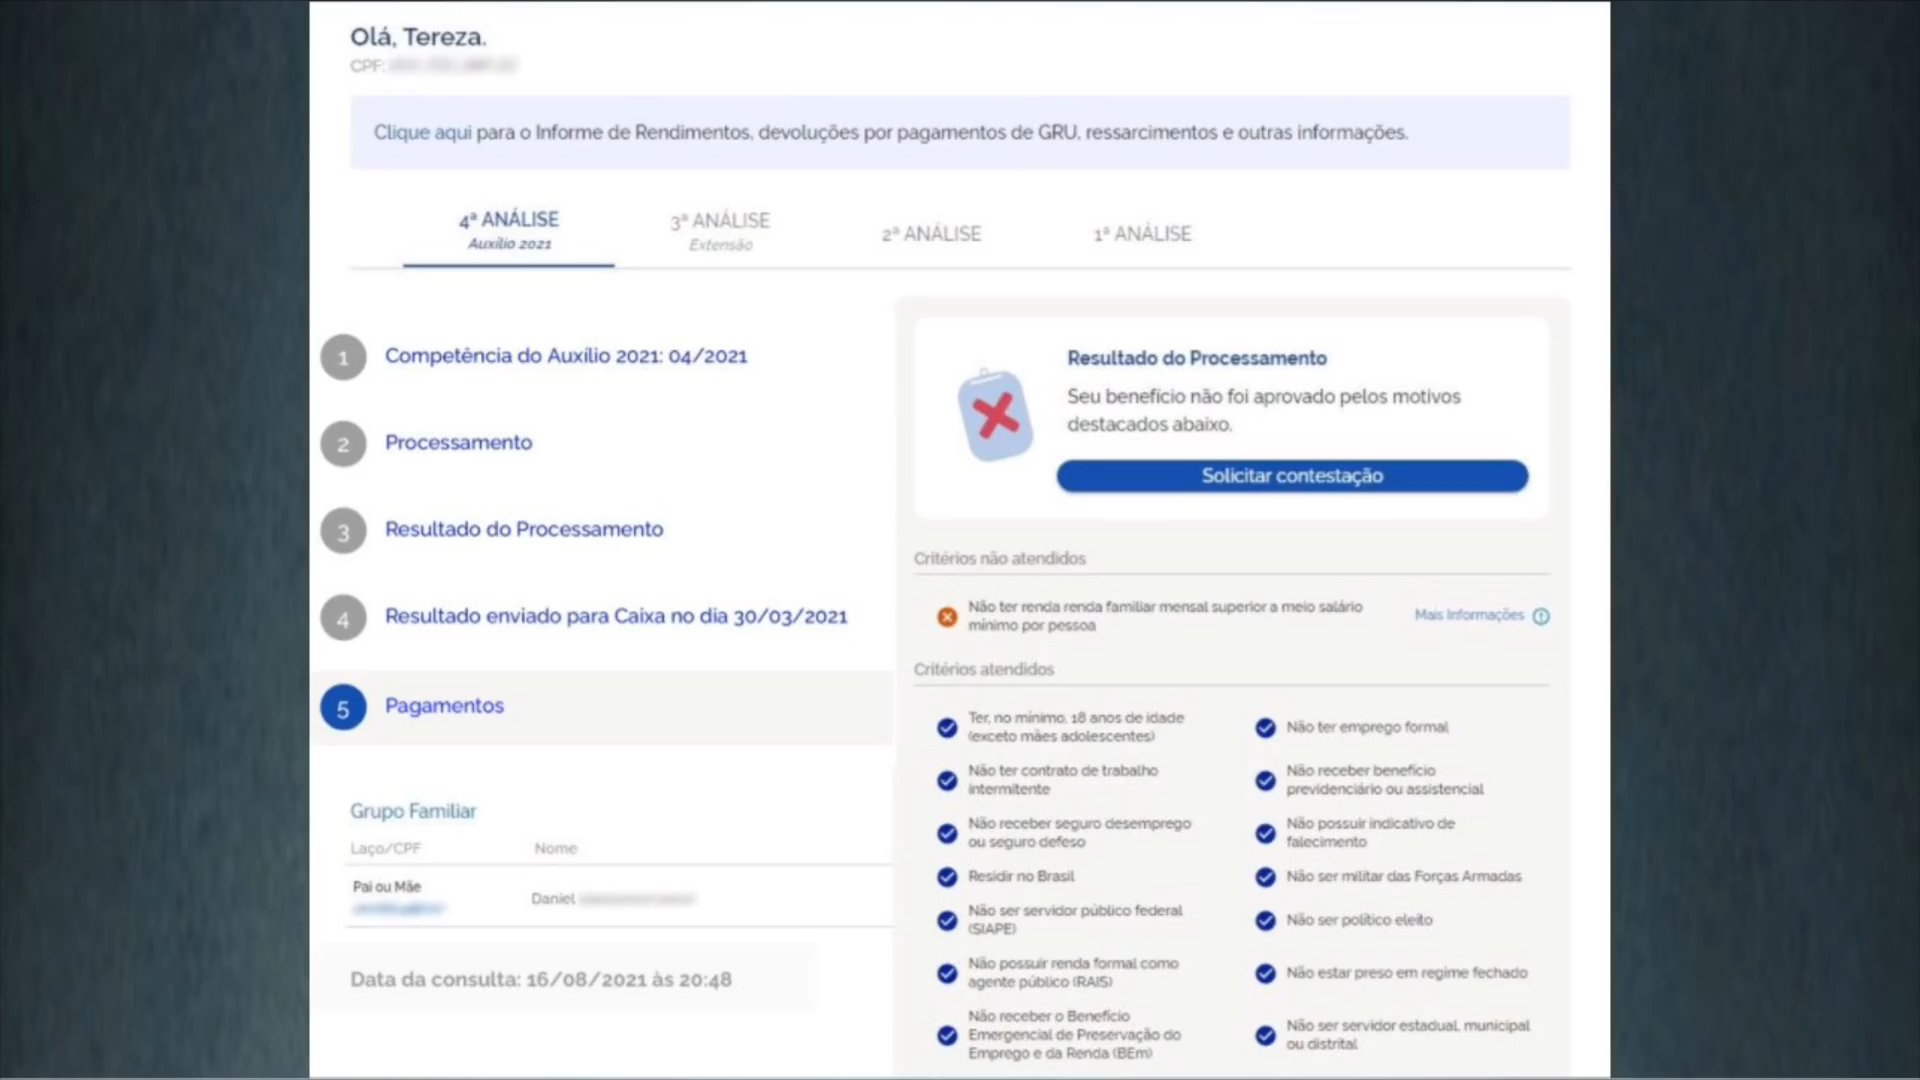 Olá, Tereza.
CPF:
Clique aqui para o Informe de Rendimentos, devoluções por pagamentos de GRU, ressarcimentos e outras informações.
4ª ANÁLISE
Auxílio 2021
3ª ANÁLISE
Extensão
2ª ANÁLISE
1ª ANÁLISE
1
Competência do Auxílio 2021: 04/2021
2
Processamento
3
Resultado do Processamento
4
Resultado enviado para Caixa no dia 30/03/2021
5
Pagamentos
Grupo Familiar
Laço/CPF
Nome
Pai ou Mãe
Daniel
Data da consulta: 16/08/2021 às 20:48
Resultado do Processamento
Seu benefício não foi aprovado pelos motivos
destacados abaixo.
Solicitar contestação
Critérios não atendidos
Não ter renda renda familiar mensal superior a meio salário
mínimo por pessoa
Mais Informações
Critérios atendidos
Ter, no mínimo, 18 anos de idade
(exceto mães adolescentes)
Não ter emprego formal
Não ter contrato de trabalho
intermitente
Não receber benefício
previdenciário ou assistencial
Não receber seguro desemprego
ou seguro defeso
Não possuir indicativo de
falecimento
Residir no Brasil
Não ser militar das Forças Armadas
Não ser servidor público federal
(SIAPE)
Não ser político eleito
Não possuir renda formal como
agente público (RAIS)
Não estar preso em regime fechado
Não receber o Benefício
Emergencial de Preservação do
Emprego e da Renda (BEm)
Não ser servidor estadual, municipal
ou distrital